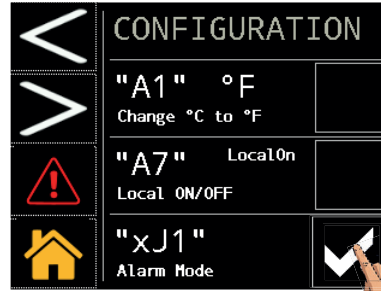 CONFIGURATION
"A1" °F
Change °C to °F
"A7" LocalOn
Local ON/OFF
"xJ1"
Alarm Mode